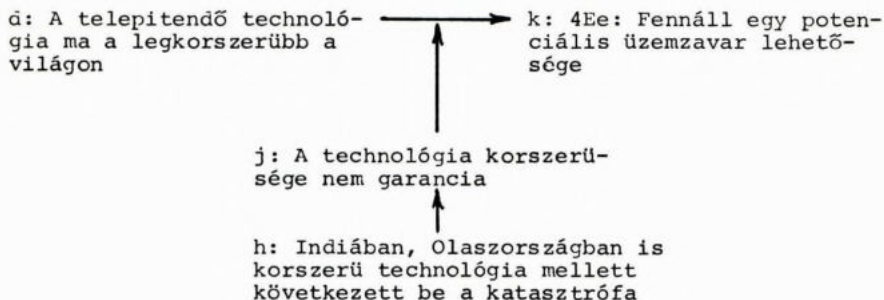 d: A telepitendő technoló-
gia ma a legkorszerübb a
világon
k: 4Ee: Fennáll egy poten-
ciális üzemzavar lehető-
sége
j: A technológia korszerü-
sége nem garancia
h: Indiában, Olaszországban is
korszerü technológia mellett
következett be a katasztrófa